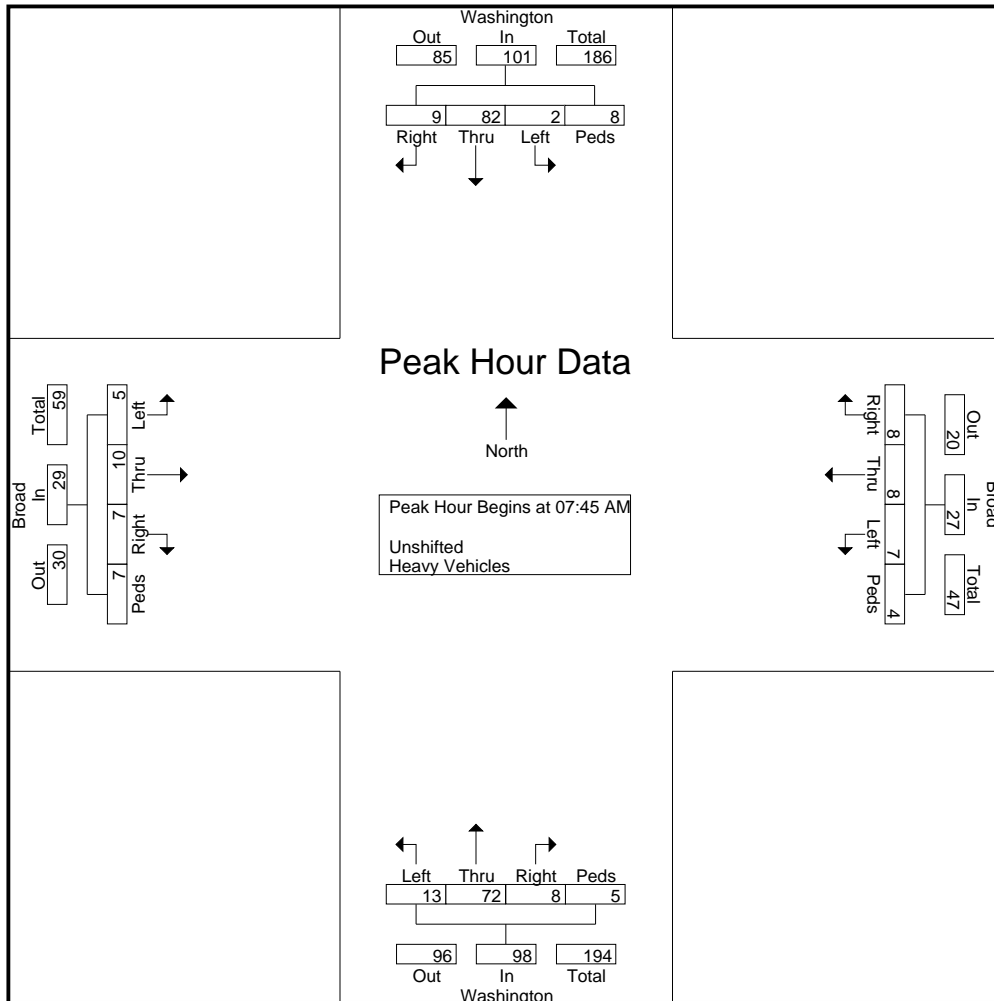 Washington
Out In Total
85 101 186
9 82 2 8
Right Thru Left Peds
Peak Hour Data
North
Peak Hour Begins at 07:45 AM
Unshifted
Heavy Vehicles
Broad
Total In Out
59 29 30
5 10 7 7
Left Thru Right Peds
Right Thru Left Peds
8 8 7 4
Out In Total
20 27 47
Broad
Left Thru Right Peds
13 72 8 5
96 98 194
Out In Total
Washington